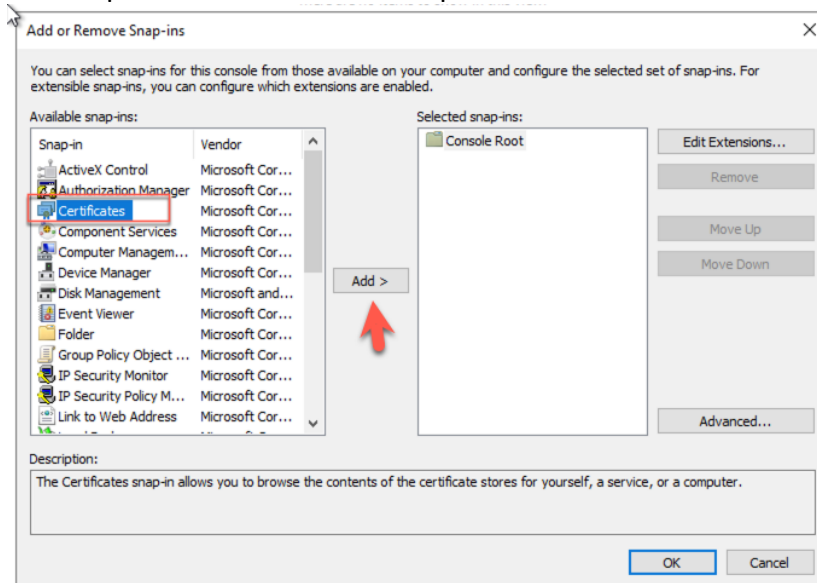 Add or Remove Snap-ins
You can select snap-ins for this console from those available on your computer and configure the selected set of snap-ins. For
extensible snap-ins, you can configure which extensions are enabled.
Available snap-ins:
Selected snap-ins:
Snap-in Vendor
ActiveX Control Microsoft Cor...
Authorization Manager Microsoft Cor...
Certificates Microsoft Cor...
Component Services Microsoft Cor...
Computer Managem... Microsoft Cor...
Device Manager Microsoft Cor...
Disk Management Microsoft and...
Event Viewer Microsoft Cor...
Folder Microsoft Cor...
Group Policy Object ... Microsoft Cor...
IP Security Monitor Microsoft Cor...
IP Security Policy M... Microsoft Cor...
Link to Web Address Microsoft Cor...
Add >
Console Root
Edit Extensions...
Remove
Move Up
Move Down
Advanced...
Description:
The Certificates snap-in allows you to browse the contents of the certificate stores for yourself, a service, or a computer.
OK Cancel